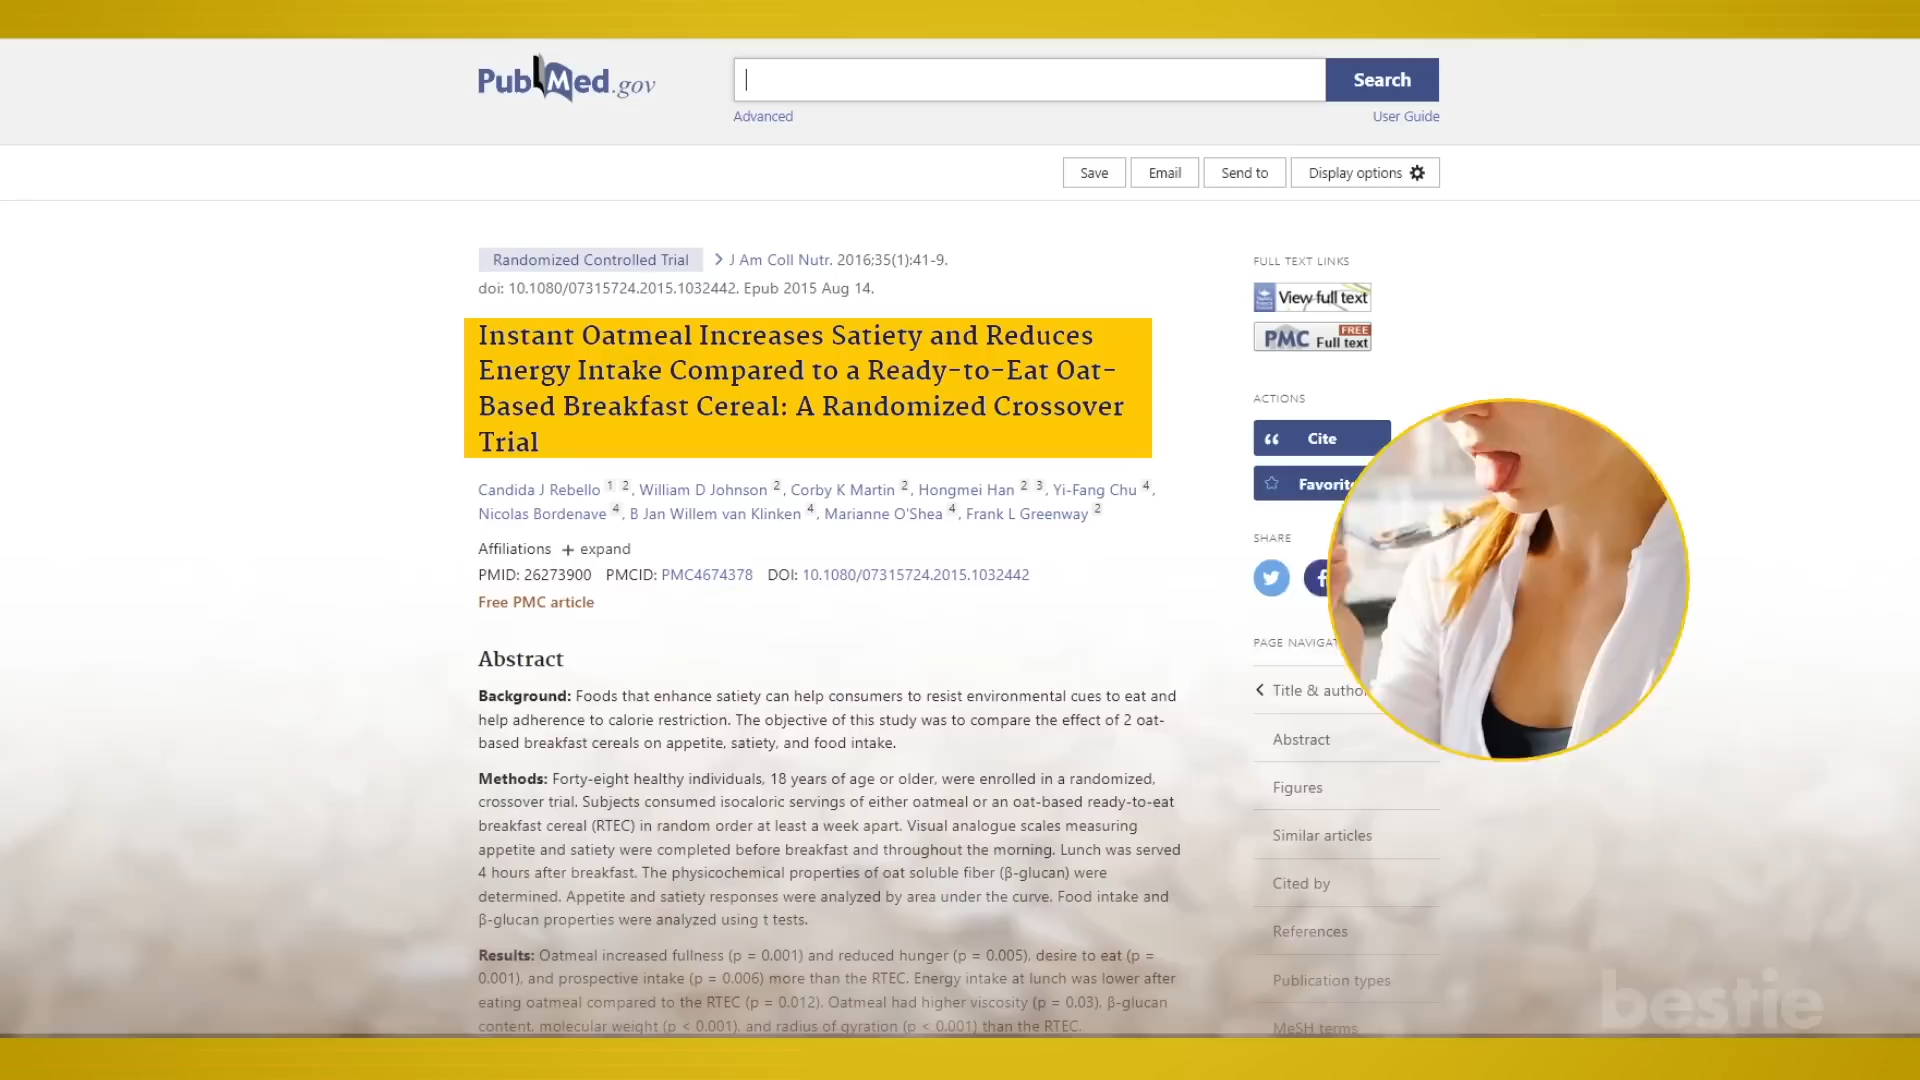 PubMed.gov
Search
Advanced
User Guide
Save
Email
Send to
Display options
Randomized Controlled Trial
J Am Coll Nutr. 2016;35(1):41-9.
doi: 10.1080/07315724.2015.1032442. Epub 2015 Aug 14.
Instant Oatmeal Increases Satiety and Reduces
Energy Intake Compared to a Ready-to-Eat Oat-
Based Breakfast Cereal: A Randomized Crossover
Trial
Candida J Rebello 1 2, William D Johnson 2, Corby K Martin 2, Hongmei Han 2 3, Yi-Fang Chu 4,
Nicolas Bordenave 4, B Jan Willem van Klinken 4, Marianne O'Shea 4, Frank L Greenway 2
Affiliations + expand
PMID: 26273900 PMCID: PMC4674378 DOI: 10.1080/07315724.2015.1032442
Free PMC article
Abstract
Background: Foods that enhance satiety can help consumers to resist environmental cues to eat and
help adherence to calorie restriction. The objective of this study was to compare the effect of 2 oat-
based breakfast cereals on appetite, satiety, and food intake.
Methods: Forty-eight healthy individuals, 18 years of age or older, were enrolled in a randomized,
crossover trial. Subjects consumed isocaloric servings of either oatmeal or an oat-based ready-to-eat
breakfast cereal (RTEC) in random order at least a week apart. Visual analogue scales measuring
appetite and satiety were completed before breakfast and throughout the morning. Lunch was served
4 hours after breakfast. The physicochemical properties of oat soluble fiber (β-glucan) were
determined. Appetite and satiety responses were analyzed by area under the curve. Food intake and
β-glucan properties were analyzed using t tests.
Results: Oatmeal increased fullness (p = 0.001) and reduced hunger (p = 0.005), desire to eat (p =
0.001), and prospective intake (p = 0.006) more than the RTEC. Energy intake at lunch was lower after
eating oatmeal compared to the RTEC (p = 0.012). Oatmeal had higher viscosity (p = 0.03), β-glucan
content, molecular weight (p < 0.001), and radius of gyration (p < 0.001) than the RTEC.
FULL TEXT LINKS
View full text
PMC FREE Full text
ACTIONS
Cite
Favorite
SHARE
PAGE NAVIGAT
Title & autho
Abstract
Figures
Similar articles
Cited by
References
Publication types
MeSH terms
bestie